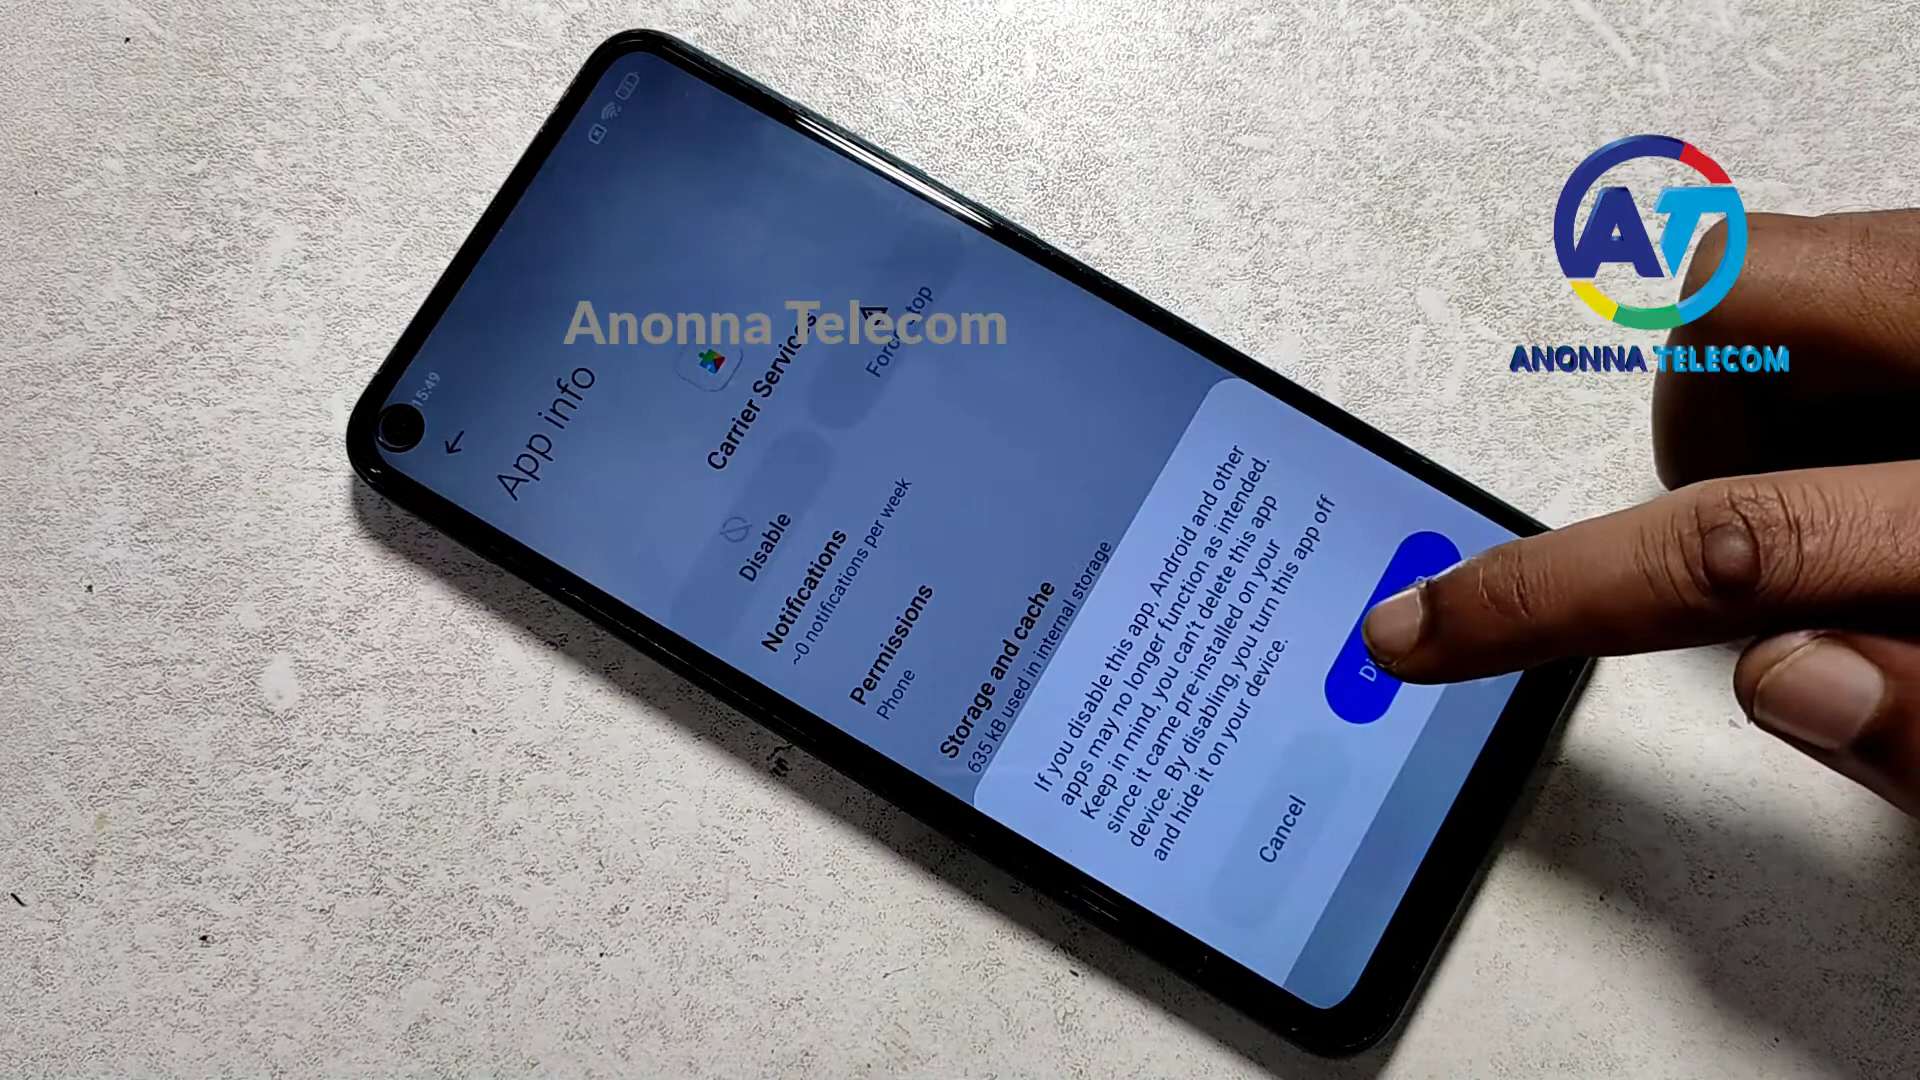 15:49
App info
Carrier Services
Disable
Force stop
Notifications
~0 notifications per week
Permissions
Phone
Storage and cache
635 kB used in internal storage
If you disable this app, Android and other
apps may no longer function as intended.
Keep in mind, you can't delete this app
since it came pre-installed on your
device. By disabling, you turn this app off
and hide it on your device.
Cancel
Anonna Telecom
AT
ANONNA TELECOM